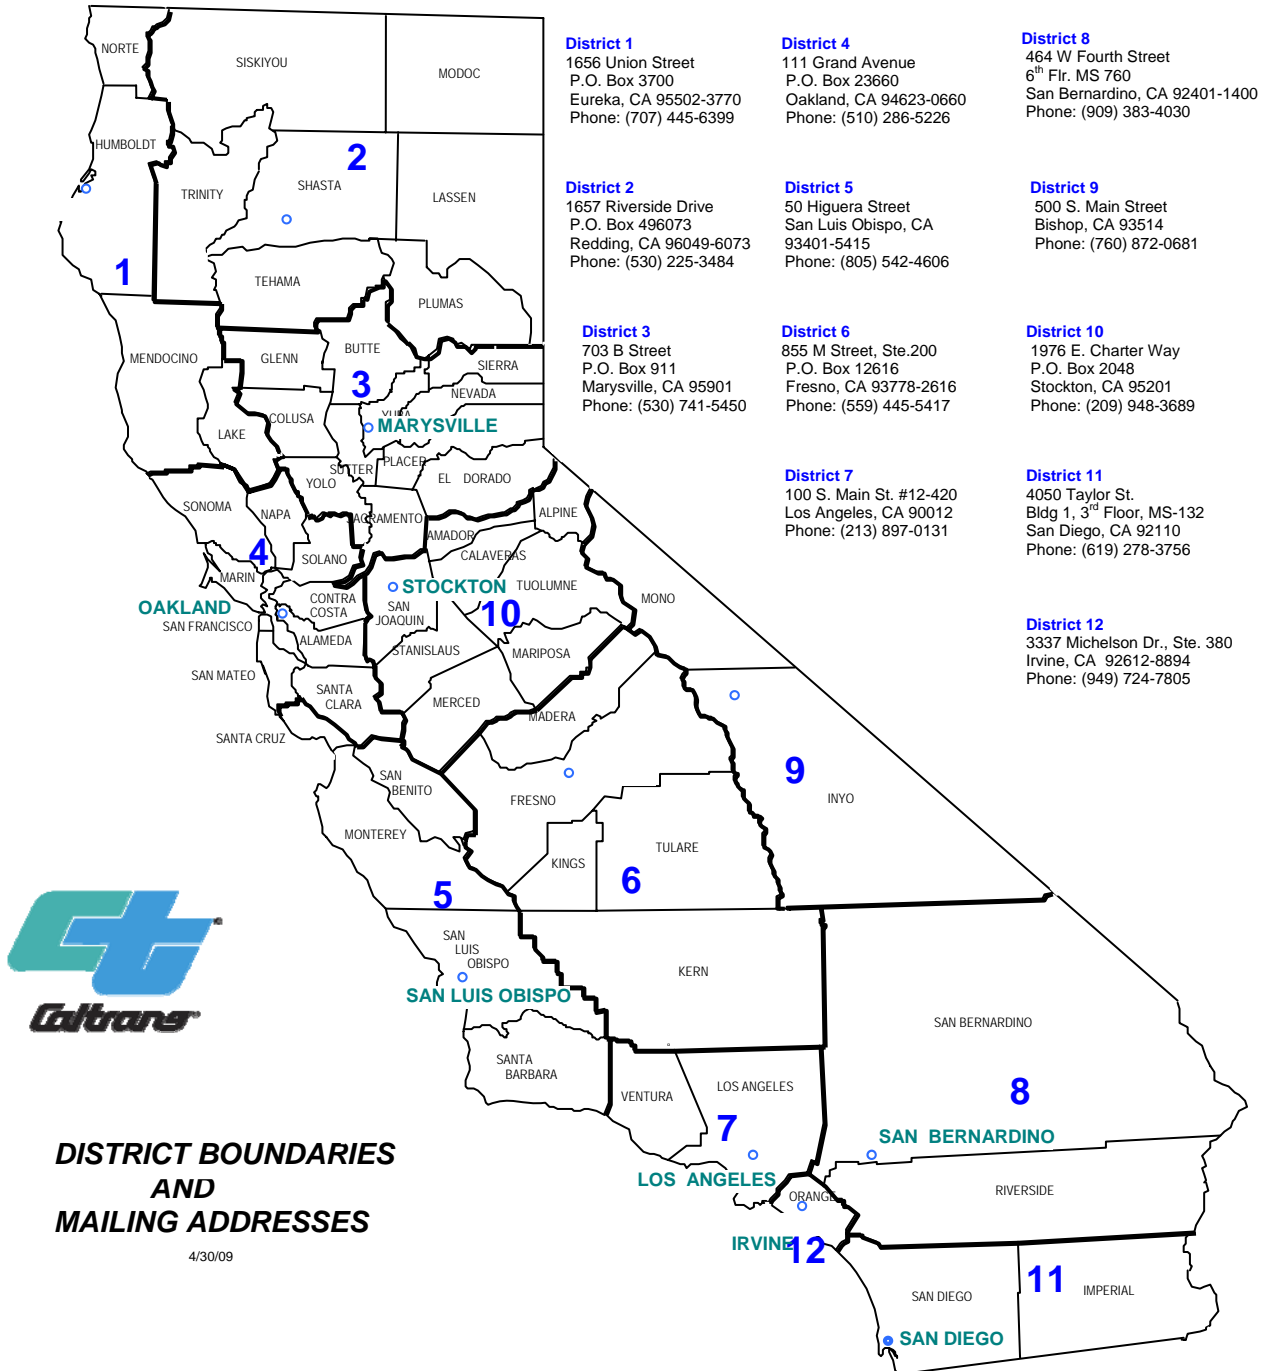 District 1
1656 Union Street
P.O. Box 3700
Eureka, CA 95502-3770
Phone: (707) 445-6399
District 4
111 Grand Avenue
P.O. Box 23660
Oakland, CA 94623-0660
Phone: (510) 286-5226
District 8
464 W Fourth Street
6th Flr. MS 760
San Bernardino, CA 92401-1400
Phone: (909) 383-4030
District 2
1657 Riverside Drive
P.O. Box 496073
Redding, CA 96049-6073
Phone: (530) 225-3484
District 5
50 Higuera Street
San Luis Obispo, CA
93401-5415
Phone: (805) 542-4606
District 9
500 S. Main Street
Bishop, CA 93514
Phone: (760) 872-0681
District 3
703 B Street
P.O. Box 911
Marysville, CA 95901
Phone: (530) 741-5450
District 6
855 M Street, Ste.200
P.O. Box 12616
Fresno, CA 93778-2616
Phone: (559) 445-5417
District 10
1976 E. Charter Way
P.O. Box 2048
Stockton, CA 95201
Phone: (209) 948-3689
District 7
100 S. Main St. #12-420
Los Angeles, CA 90012
Phone: (213) 897-0131
District 11
4050 Taylor St.
Bldg 1, 3rd Floor, MS-132
San Diego, CA 92110
Phone: (619) 278-3756
District 12
3337 Michelson Dr., Ste. 380
Irvine, CA 92612-8894
Phone: (949) 724-7805
NORTE
SISKIYOU
MODOC
HUMBOLDT
2
TRINITY
SHASTA
LASSEN
1
TEHAMA
PLUMAS
MENDOCINO
GLENN
BUTTE
SIERRA
3
NEVADA
COLUSA
YUBA
MARYSVILLE
LAKE
SUTTER
PLACER
YOLO
EL DORADO
SONOMA
NAPA
SACRAMENTO
ALPINE
AMADOR
4
SOLANO
CALAVERAS
MARIN
TUOLUMNE
STOCKTON
CONTRA
COSTA
MONO
OAKLAND
SAN
JOAQUIN
10
SAN FRANCISCO
ALAMEDA
STANISLAUS
MARIPOSA
SAN MATEO
SANTA
CLARA
MERCED
MADERA
SANTA CRUZ
SAN
BENITO
9
INYO
FRESNO
MONTEREY
TULARE
KINGS
6
5
SAN
LUIS
OBISPO
KERN
SAN LUIS OBISPO
SAN BERNARDINO
SANTA
BARBARA
VENTURA
LOS ANGELES
8
7
SAN BERNARDINO
LOS ANGELES
RIVERSIDE
ORANGE
IRVINE
12
11
SAN DIEGO
IMPERIAL
SAN DIEGO
ct
Caltrans
DISTRICT BOUNDARIES
AND
MAILING ADDRESSES
4/30/09